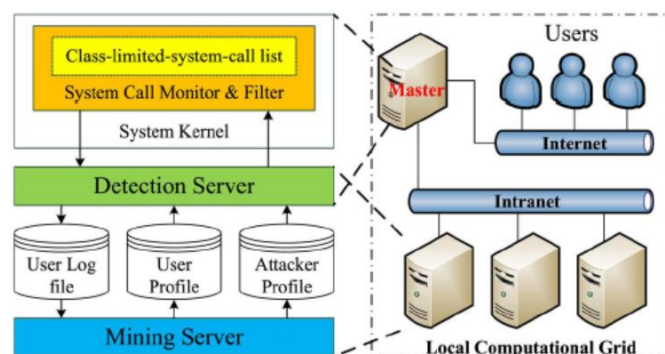 Class-limited-system-call list
System Call Monitor & Filter
System Kernel
Detection Server
User Log
file
User
Profile
Attacker
Profile
Mining Server
Users
Master
Internet
Intranet
Local Computational Grid